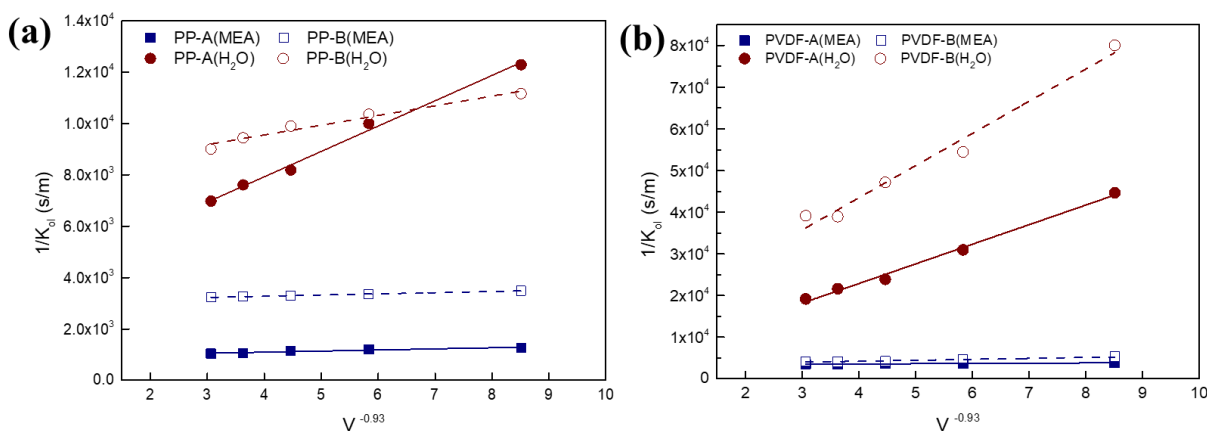 (a)
PP-A(MEA) PP-B(MEA)
PP-A(H₂O) PP-B(H₂O)
1.4x10⁴
1.2x10⁴
1.0x10⁴
8.0x10³
6.0x10³
4.0x10³
2.0x10³
0.0
1/Kₒₗ (s/m)
2 3 4 5 6 7 8 9 10
V ⁻⁰·⁹³
(b)
PVDF-A(MEA) PVDF-B(MEA)
PVDF-A(H₂O) PVDF-B(H₂O)
8x10⁴
7x10⁴
6x10⁴
5x10⁴
4x10⁴
3x10⁴
2x10⁴
1x10⁴
0
1/Kₒₗ (s/m)
2 3 4 5 6 7 8 9 10
V ⁻⁰·⁹³